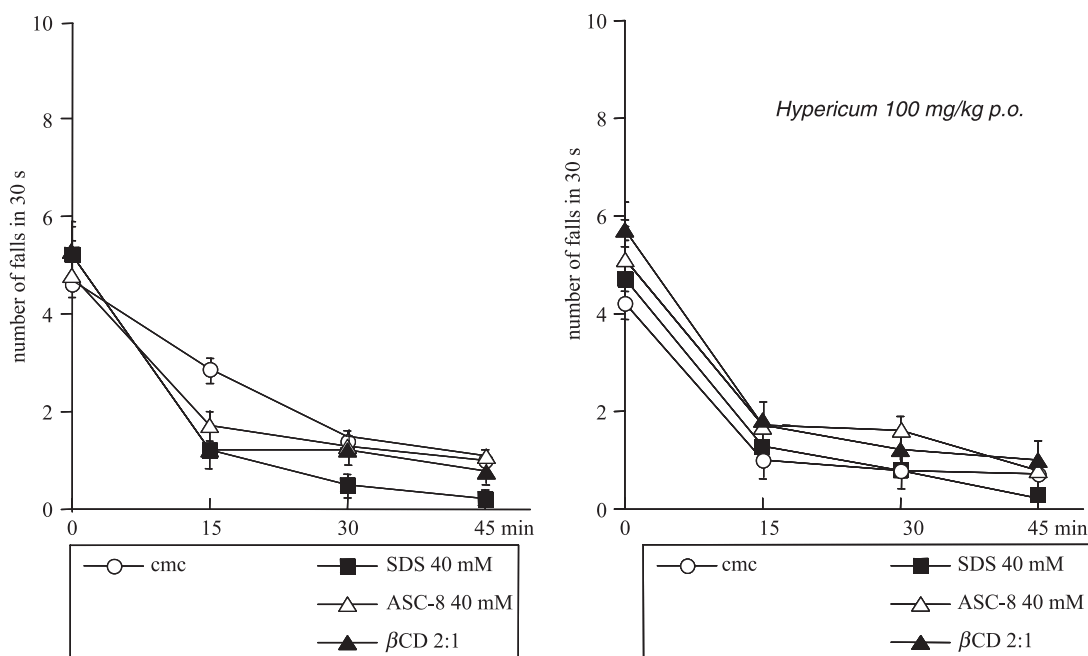 10
8
6
4
2
0
number of falls in 30 s
0 15 30 45 min
cmc
SDS 40 mM
ASC-8 40 mM
βCD 2:1
10
8
6
4
2
0
number of falls in 30 s
Hypericum 100 mg/kg p.o.
0 15 30 45 min
cmc
SDS 40 mM
ASC-8 40 mM
βCD 2:1